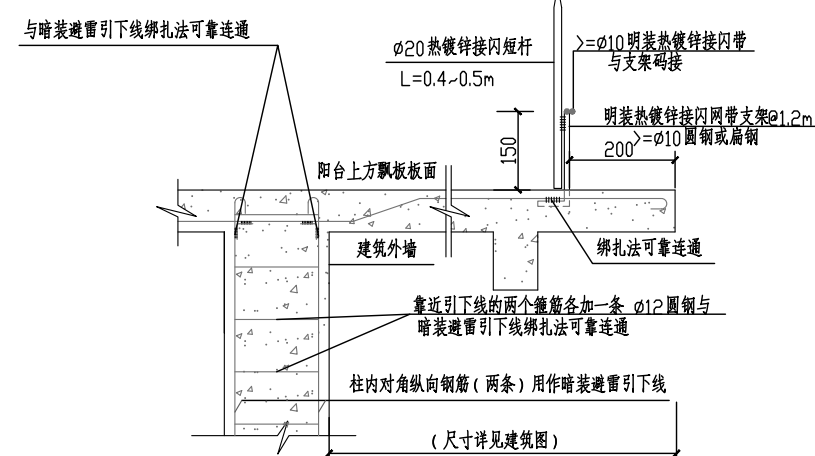 与暗装避雷引下线绑扎法可靠连通
Ø20热镀锌接闪短杆
L=0.4~0.5m
>=Ø10明装热镀锌接闪带
与支架码接
明装热镀锌接闪网带支架@1.2m
>=Ø10圆钢或扁钢
150
200
阳台上方飘板板面
建筑外墙
绑扎法可靠连通
靠近引下线的两个箍筋各加一条 Ø12圆钢与
暗装避雷引下线绑扎法可靠连通
柱内对角纵向钢筋(两条)用作暗装避雷引下线
(尺寸详见建筑图)